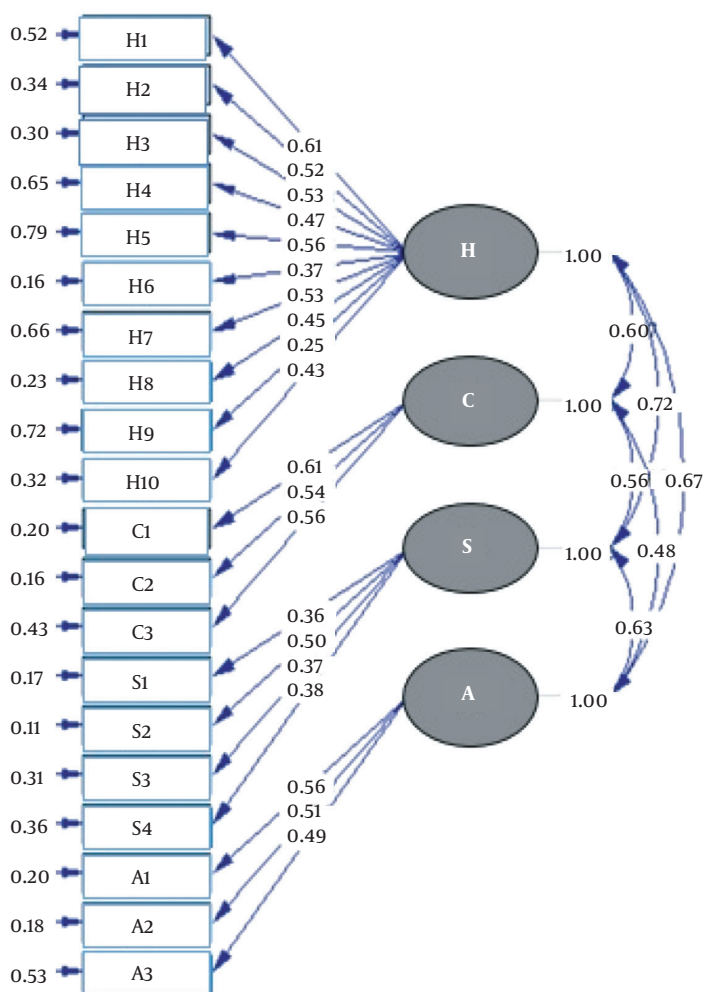 0.52 H1
0.34 H2
0.30 H3
0.65 H4
0.79 H5
0.16 H6
0.66 H7
0.23 H8
0.72 H9
0.32 H10
0.20 C1
0.16 C2
0.43 C3
0.17 S1
0.11 S2
0.31 S3
0.36 S4
0.20 A1
0.18 A2
0.53 A3
0.61
0.52
0.53
0.47
0.56
0.37
0.53
0.45
0.25
0.43
0.61
0.54
0.56
0.36
0.50
0.37
0.38
0.56
0.51
0.49
H 1.00
C 1.00
S 1.00
A 1.00
0.60
0.72
0.56 0.67
0.48
0.63